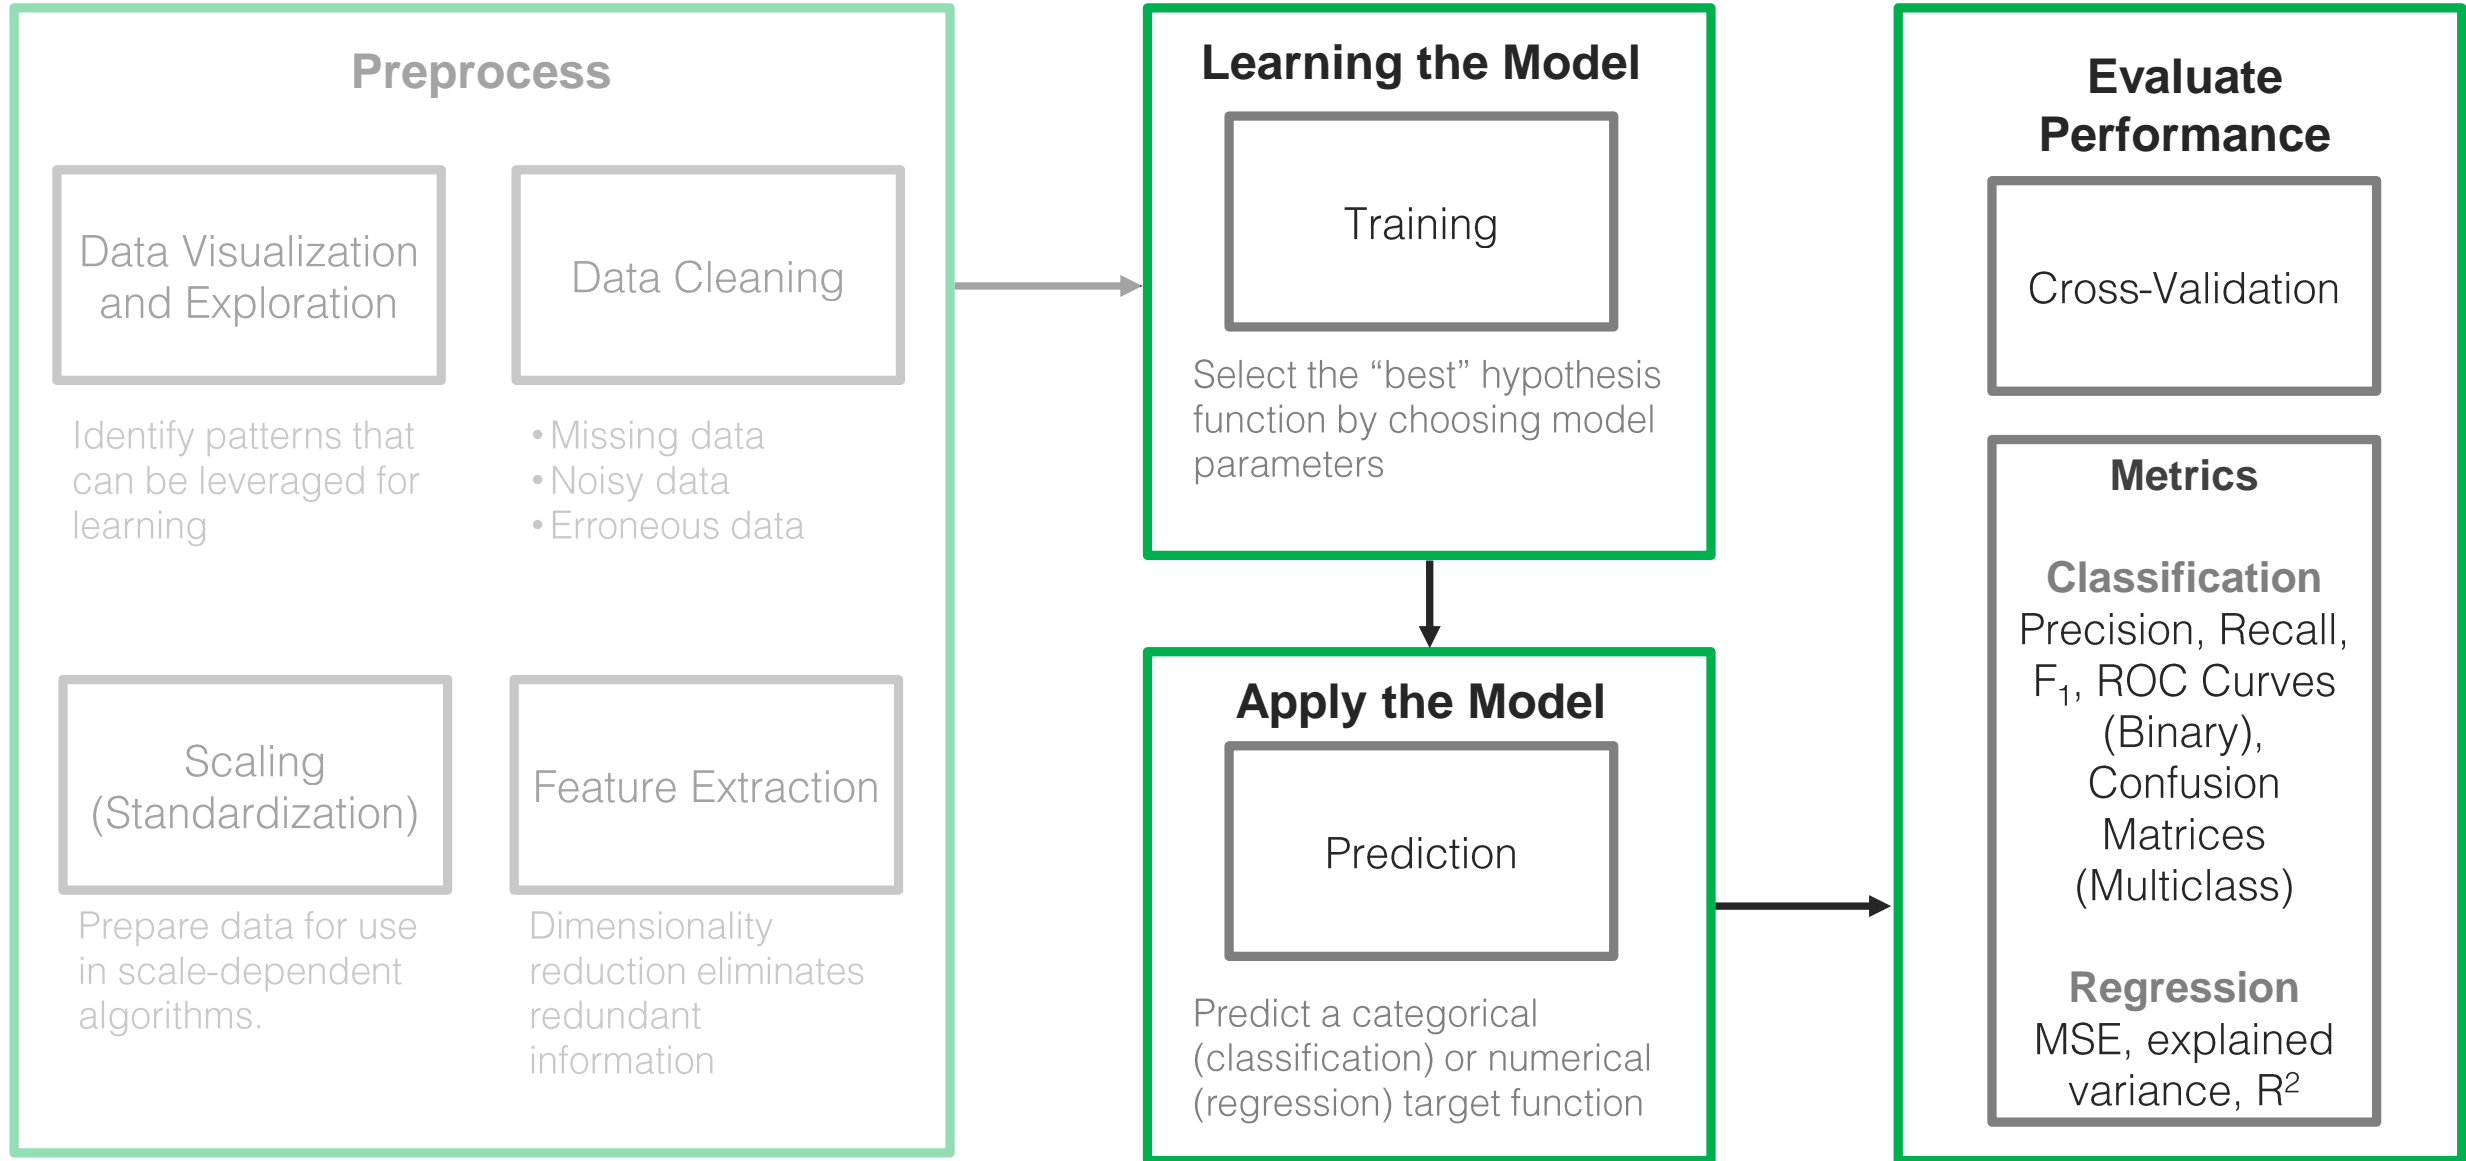 Preprocess
Data Visualization
and Exploration
Identify patterns that
can be leveraged for
learning
Data Cleaning
• Missing data
• Noisy data
• Erroneous data
Scaling
(Standardization)
Prepare data for use
in scale-dependent
algorithms.
Feature Extraction
Dimensionality
reduction eliminates
redundant
information
Learning the Model
Training
Select the “best” hypothesis
function by choosing model
parameters
Apply the Model
Prediction
Predict a categorical
(classification) or numerical
(regression) target function
Evaluate
Performance
Cross-Validation
Metrics
Classification
Precision, Recall,
F₁, ROC Curves
(Binary),
Confusion
Matrices
(Multiclass)
Regression
MSE, explained
variance, R²